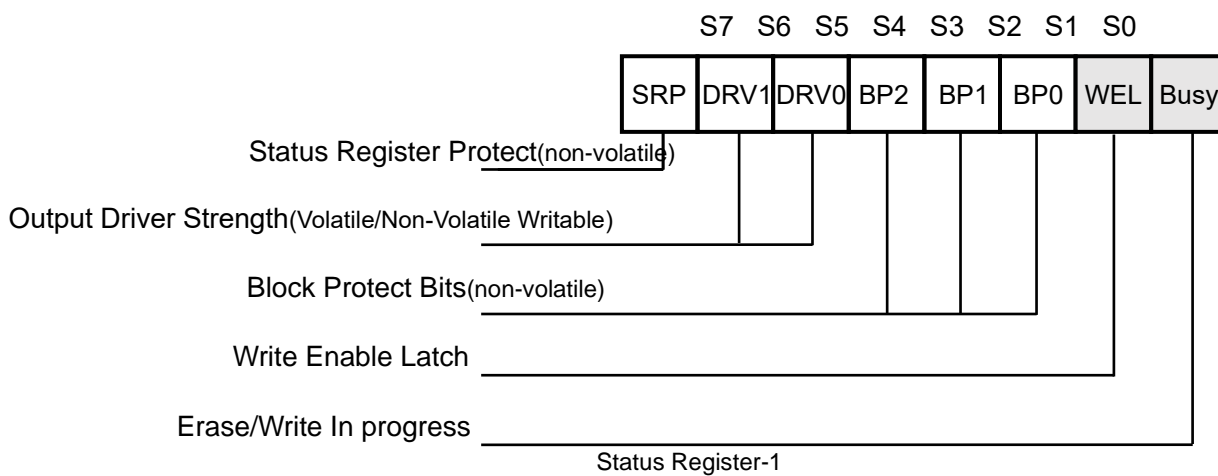 S7 S6 S5 S4 S3 S2 S1 S0
SRP DRV1 DRV0 BP2 BP1 BP0 WEL Busy
Status Register Protect(non-volatile)
Output Driver Strength(Volatile/Non-Volatile Writable)
Block Protect Bits(non-volatile)
Write Enable Latch
Erase/Write In progress
Status Register-1